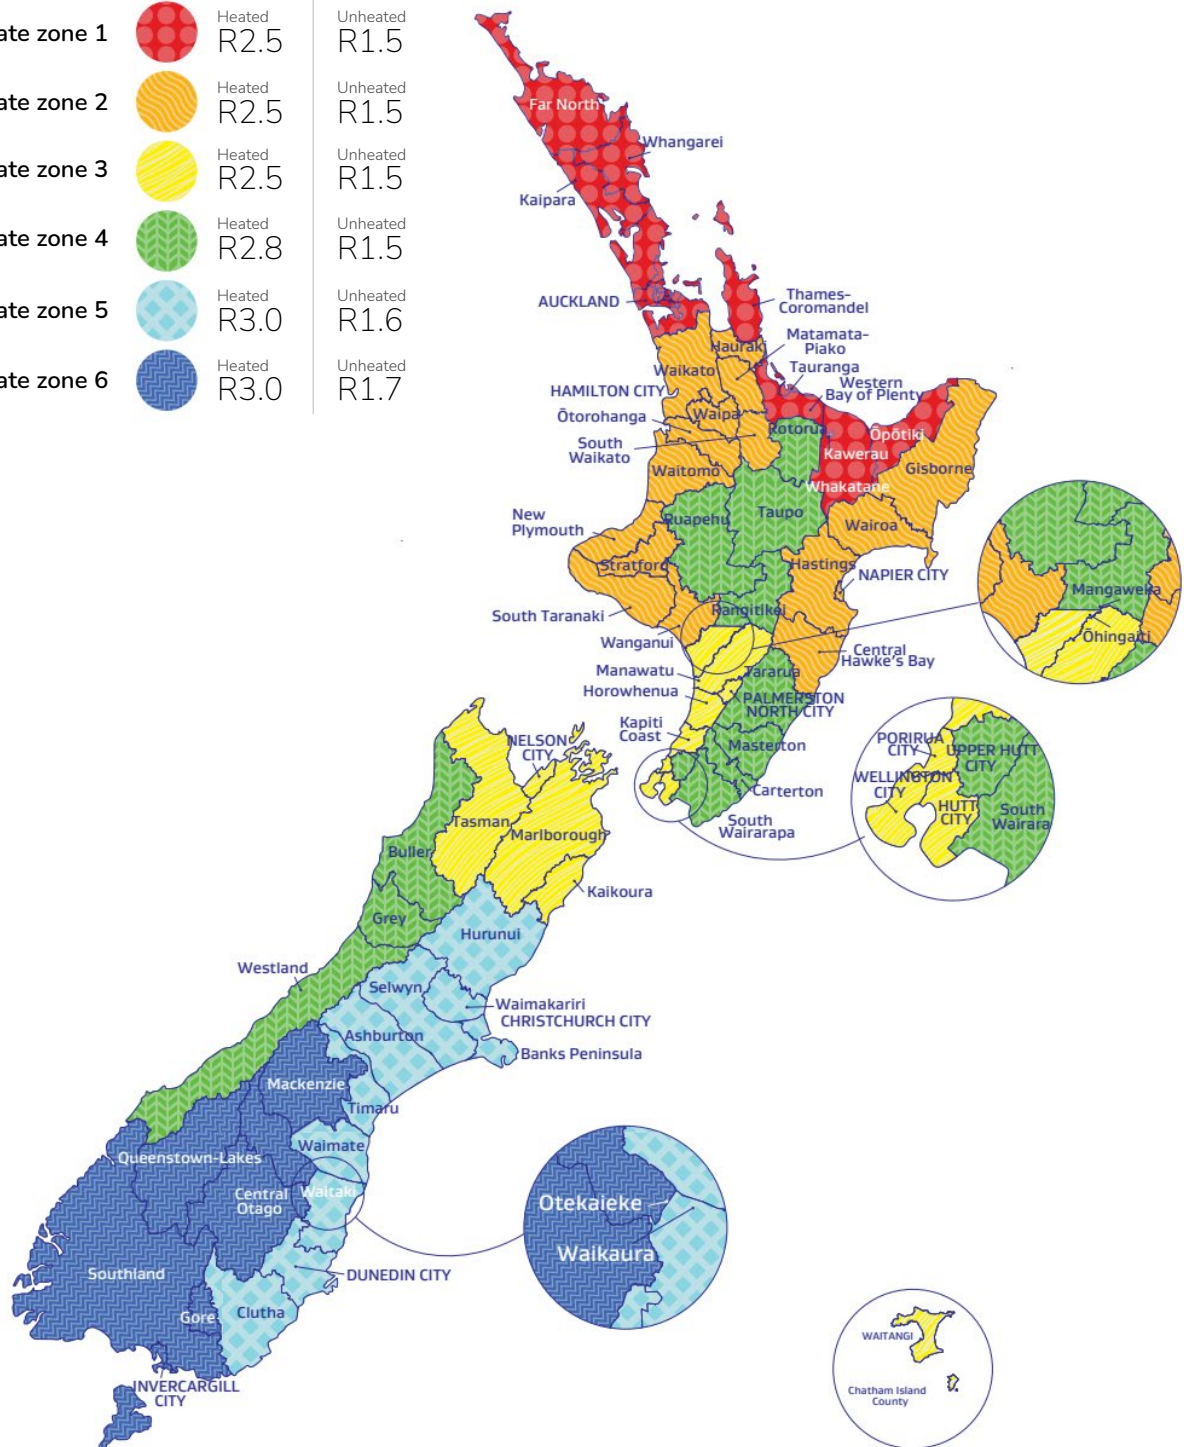 ate zone 1
Heated
R2.5
Unheated
R1.5
ate zone 2
Heated
R2.5
Unheated
R1.5
ate zone 3
Heated
R2.5
Unheated
R1.5
ate zone 4
Heated
R2.8
Unheated
R1.5
ate zone 5
Heated
R3.0
Unheated
R1.6
ate zone 6
Heated
R3.0
Unheated
R1.7
Far North
Whangarei
Kaipara
AUCKLAND
Thames-
Coromandel
Hauraki
Matamata-
Piako
Waikato
Tauranga
HAMILTON CITY
Western
Bay of Plenty
Ōtorohanga
Waipa
Rotorua
Ōpōtiki
South
Waikato
Kawerau
Waitomo
Gisborne
Whakatane
New
Plymouth
Ruapehu
Taupo
Wairoa
Stratford
Hastings
NAPIER CITY
South Taranaki
Rangitikei
Wanganui
Central
Hawke's Bay
Manawatu
Tararua
Horowhenua
PALMERSTON
NORTH CITY
Kapiti
Coast
Masterton
Carterton
South
Wairarapa
Mangaweka
Ōhingaiti
PORIRUA
CITY
UPPER HUTT
CITY
WELLINGTON
CITY
HUTT
CITY
South
Wairara
NELSON
CITY
Tasman
Marlborough
Buller
Kaikoura
Grey
Hurunui
Westland
Selwyn
Waimakariri
CHRISTCHURCH CITY
Ashburton
Banks Peninsula
Mackenzie
Timaru
Waimate
Queenstown-Lakes
Central
Otago
Waitaki
Otekaieke
Waikaura
Southland
DUNEDIN CITY
Gore
Clutha
INVERCARGILL
CITY
WAITANGI
Chatham Island
County